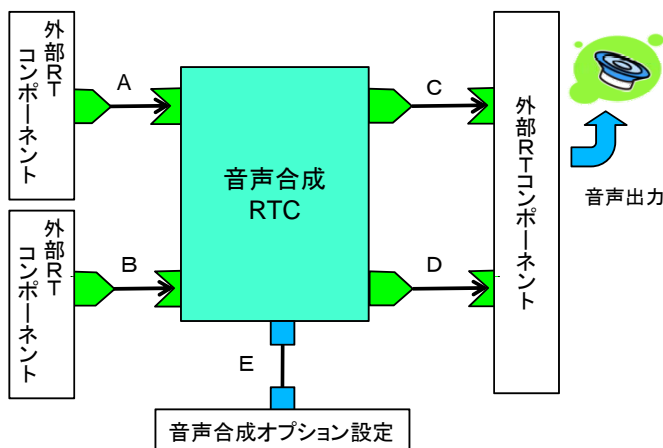 外部RT
コンポーネント
A
音声合成
RTC
C
外部RTコンポーネント
音声出力
外部RT
コンポーネント
B
D
E
音声合成オプション設定